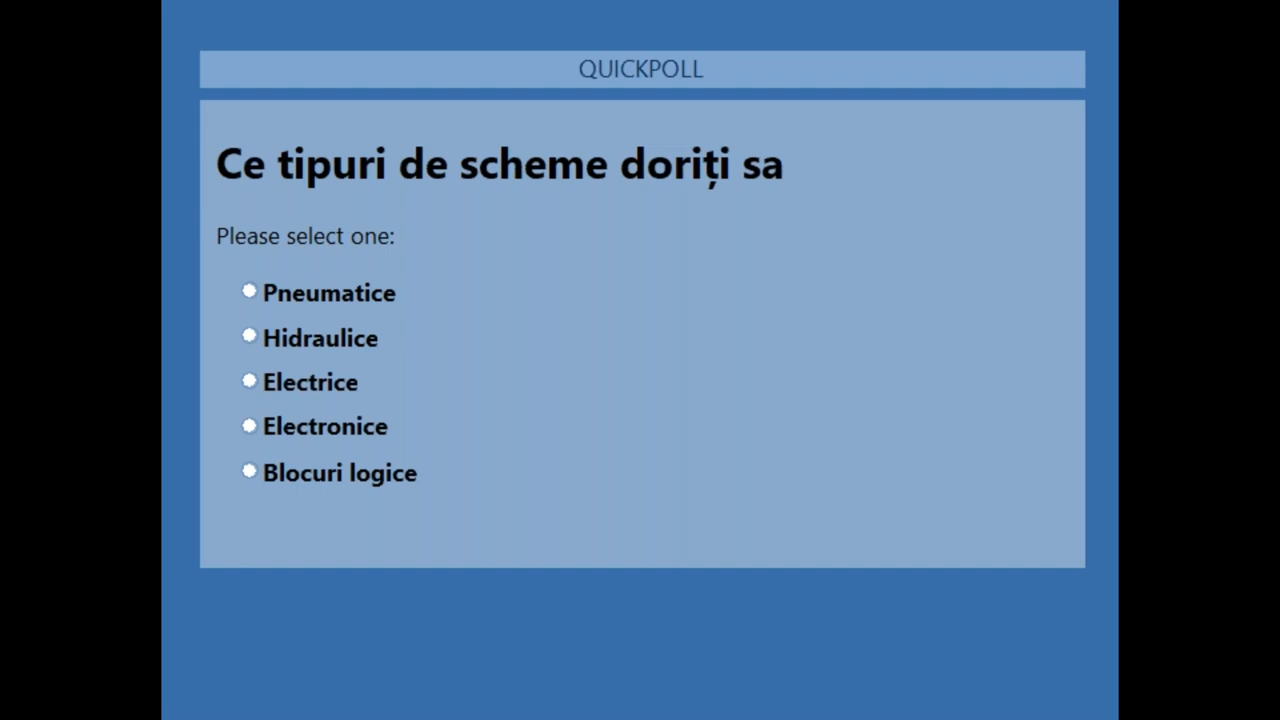 QUICKPOLL
Ce tipuri de scheme doriți sa
Please select one:
Pneumatice
Hidraulice
Electrice
Electronice
Blocuri logice